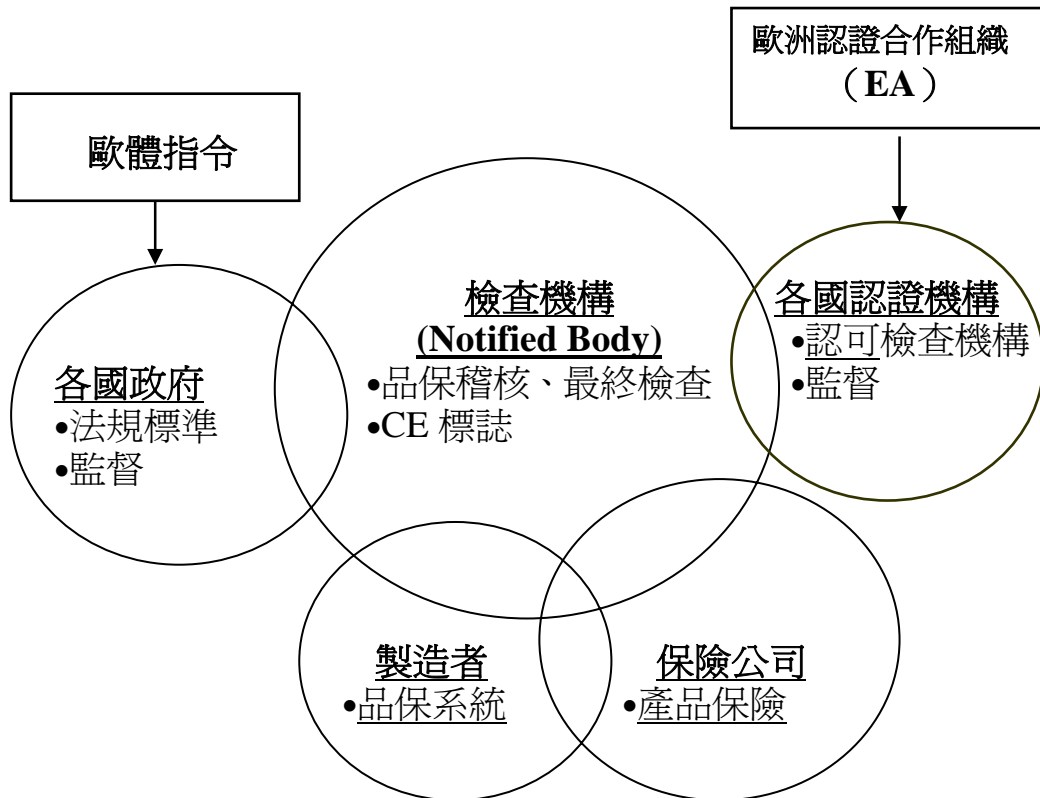 歐洲認證合作組織
（EA）
歐體指令
檢查機構
(Notified Body)
•品保稽核、最終檢查
•CE 標誌
各國認證機構
•認可檢查機構
•監督
各國政府
•法規標準
•監督
製造者
•品保系統
保險公司
•產品保險